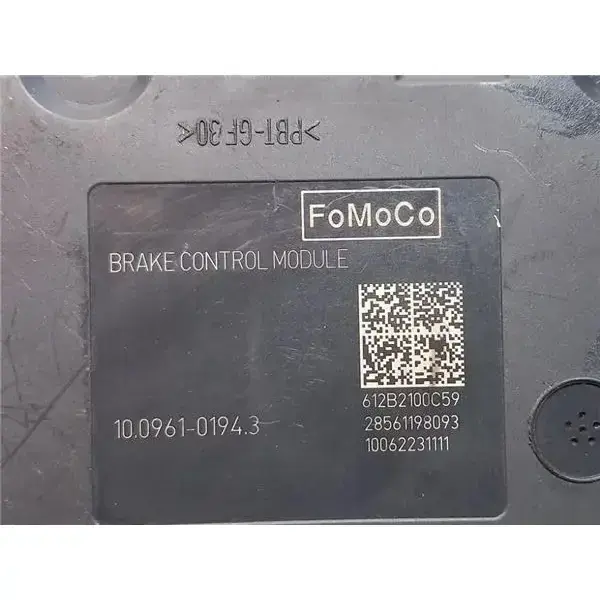 >PBT-GF30<
FoMoCo
BRAKE CONTROL MODULE
612B2100C59
10.0961-0194.3
28561198093
10062231111